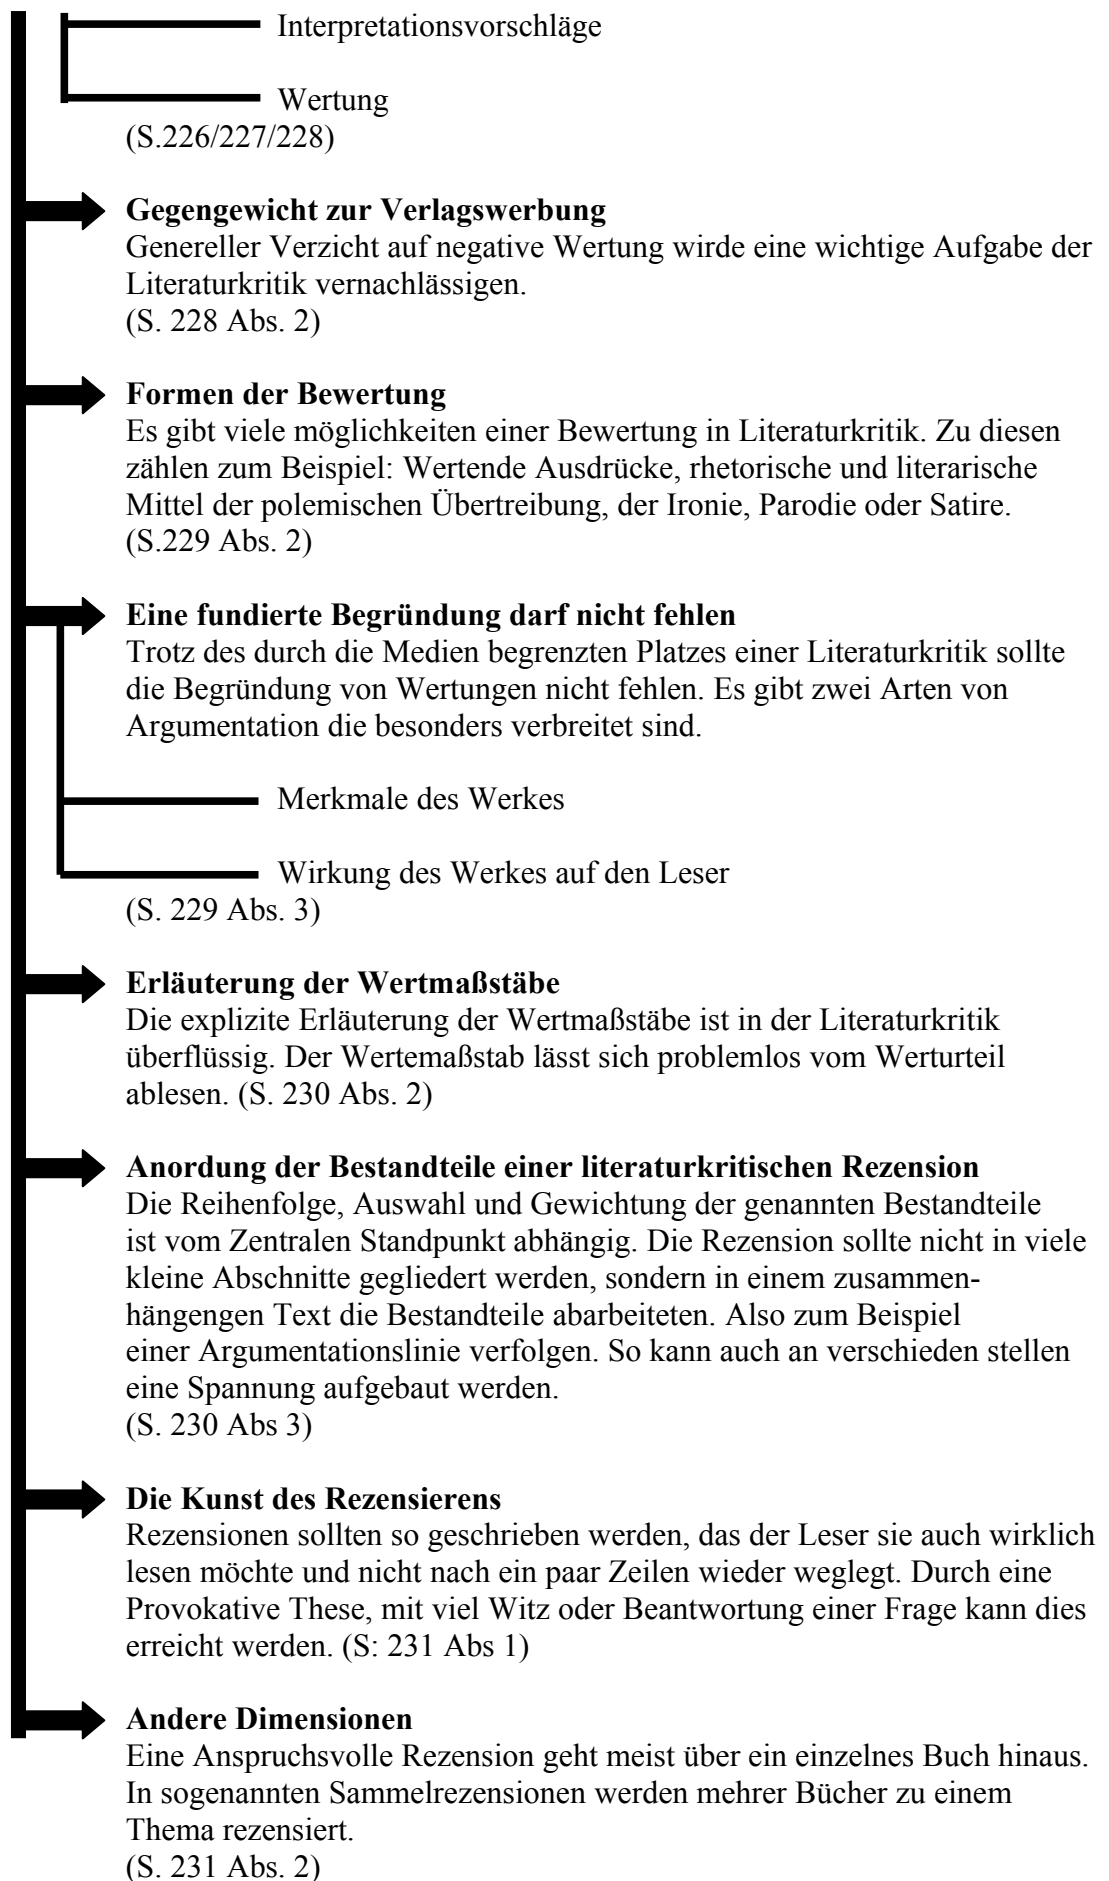 Interpretationsvorschläge
Wertung
(S.226/227/228)
Gegengewicht zur Verlagswerbung
Genereller Verzicht auf negative Wertung wirde eine wichtige Aufgabe der
Literaturkritik vernachlässigen.
(S. 228 Abs. 2)
Formen der Bewertung
Es gibt viele möglichkeiten einer Bewertung in Literaturkritik. Zu diesen
zählen zum Beispiel: Wertende Ausdrücke, rhetorische und literarische
Mittel der polemischen Übertreibung, der Ironie, Parodie oder Satire.
(S.229 Abs. 2)
Eine fundierte Begründung darf nicht fehlen
Trotz des durch die Medien begrenzten Platzes einer Literaturkritik sollte
die Begründung von Wertungen nicht fehlen. Es gibt zwei Arten von
Argumentation die besonders verbreitet sind.
Merkmale des Werkes
Wirkung des Werkes auf den Leser
(S. 229 Abs. 3)
Erläuterung der Wertmaßstäbe
Die explizite Erläuterung der Wertmaßstäbe ist in der Literaturkritik
überflüssig. Der Wertemaßstab lässt sich problemlos vom Werturteil
ablesen. (S. 230 Abs. 2)
Anordung der Bestandteile einer literaturkritischen Rezension
Die Reihenfolge, Auswahl und Gewichtung der genannten Bestandteile
ist vom Zentralen Standpunkt abhängig. Die Rezension sollte nicht in viele
kleine Abschnitte gegliedert werden, sondern in einem zusammen-
hängengen Text die Bestandteile abarbeiteten. Also zum Beispiel
einer Argumentationslinie verfolgen. So kann auch an verschieden stellen
eine Spannung aufgebaut werden.
(S. 230 Abs 3)
Die Kunst des Rezensierens
Rezensionen sollten so geschrieben werden, das der Leser sie auch wirklich
lesen möchte und nicht nach ein paar Zeilen wieder weglegt. Durch eine
Provokative These, mit viel Witz oder Beantwortung einer Frage kann dies
erreicht werden. (S: 231 Abs 1)
Andere Dimensionen
Eine Anspruchsvolle Rezension geht meist über ein einzelnes Buch hinaus.
In sogenannten Sammelrezensionen werden mehrer Bücher zu einem
Thema rezensiert.
(S. 231 Abs. 2)